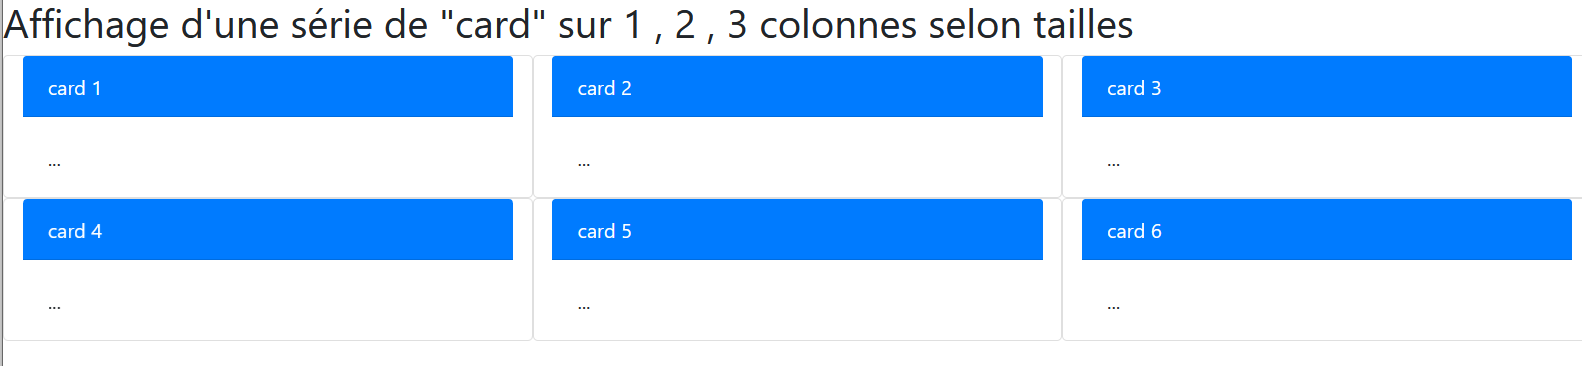 Affichage d'une série de "card" sur 1 , 2 , 3 colonnes selon tailles
card 1
card 2
card 3
...
...
...
card 4
card 5
card 6
...
...
...